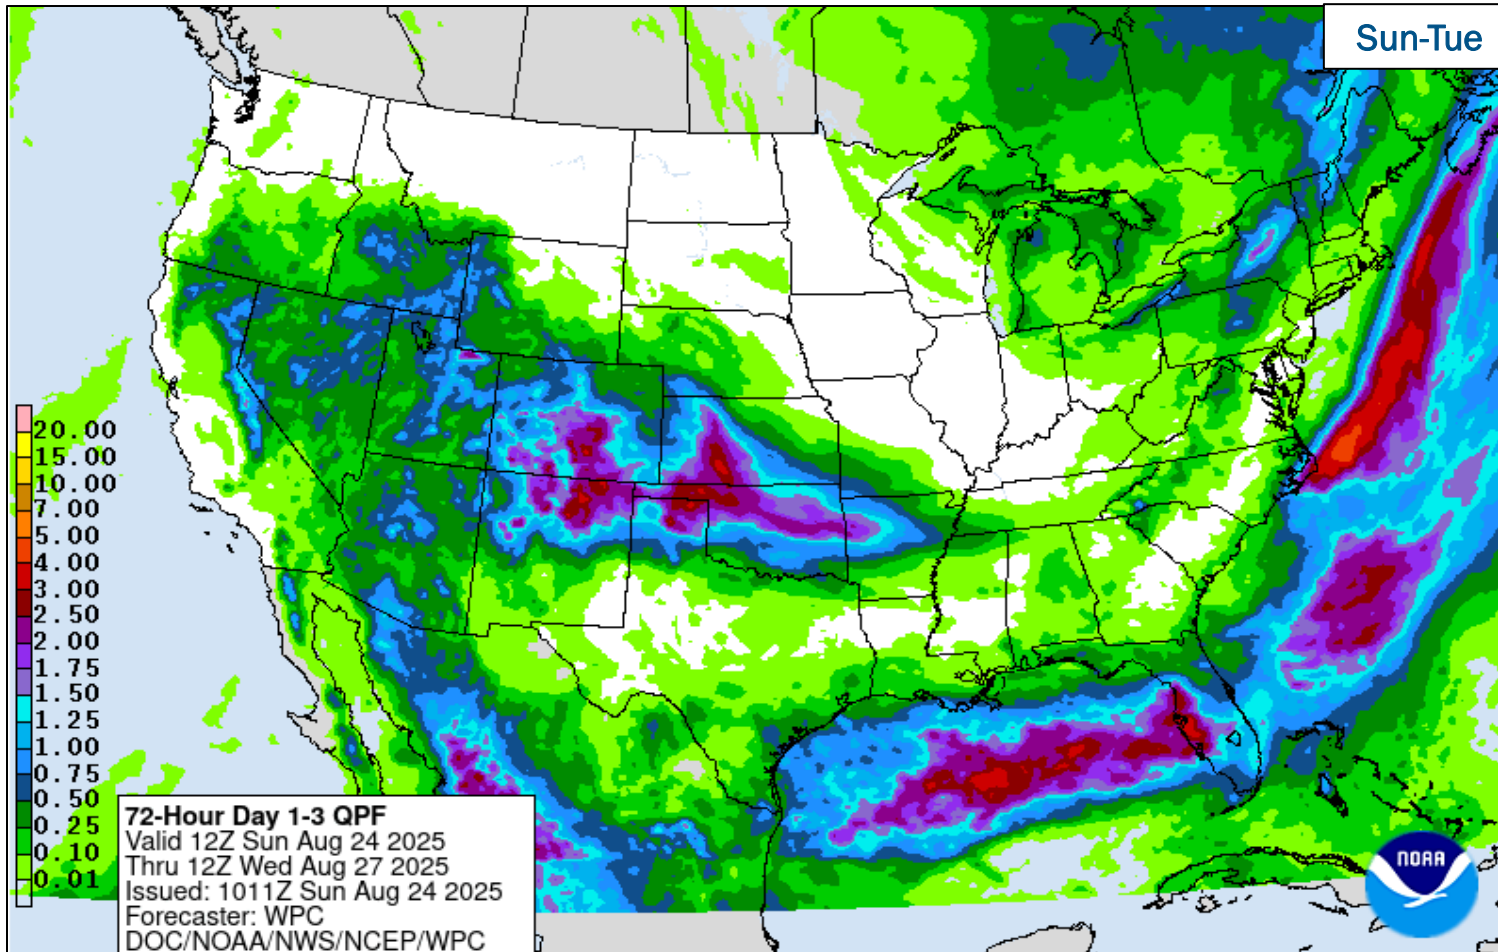 Sun-Tue
20.00
15.00
10.00
7.00
5.00
4.00
3.00
2.50
2.00
1.75
1.50
1.25
1.00
0.75
0.50
0.25
0.10
0.01
72-Hour Day 1-3 QPF
Valid 12Z Sun Aug 24 2025
Thru 12Z Wed Aug 27 2025
Issued: 1011Z Sun Aug 24 2025
Forecaster: WPC
DOC/NOAA/NWS/NCEP/WPC
NOAA